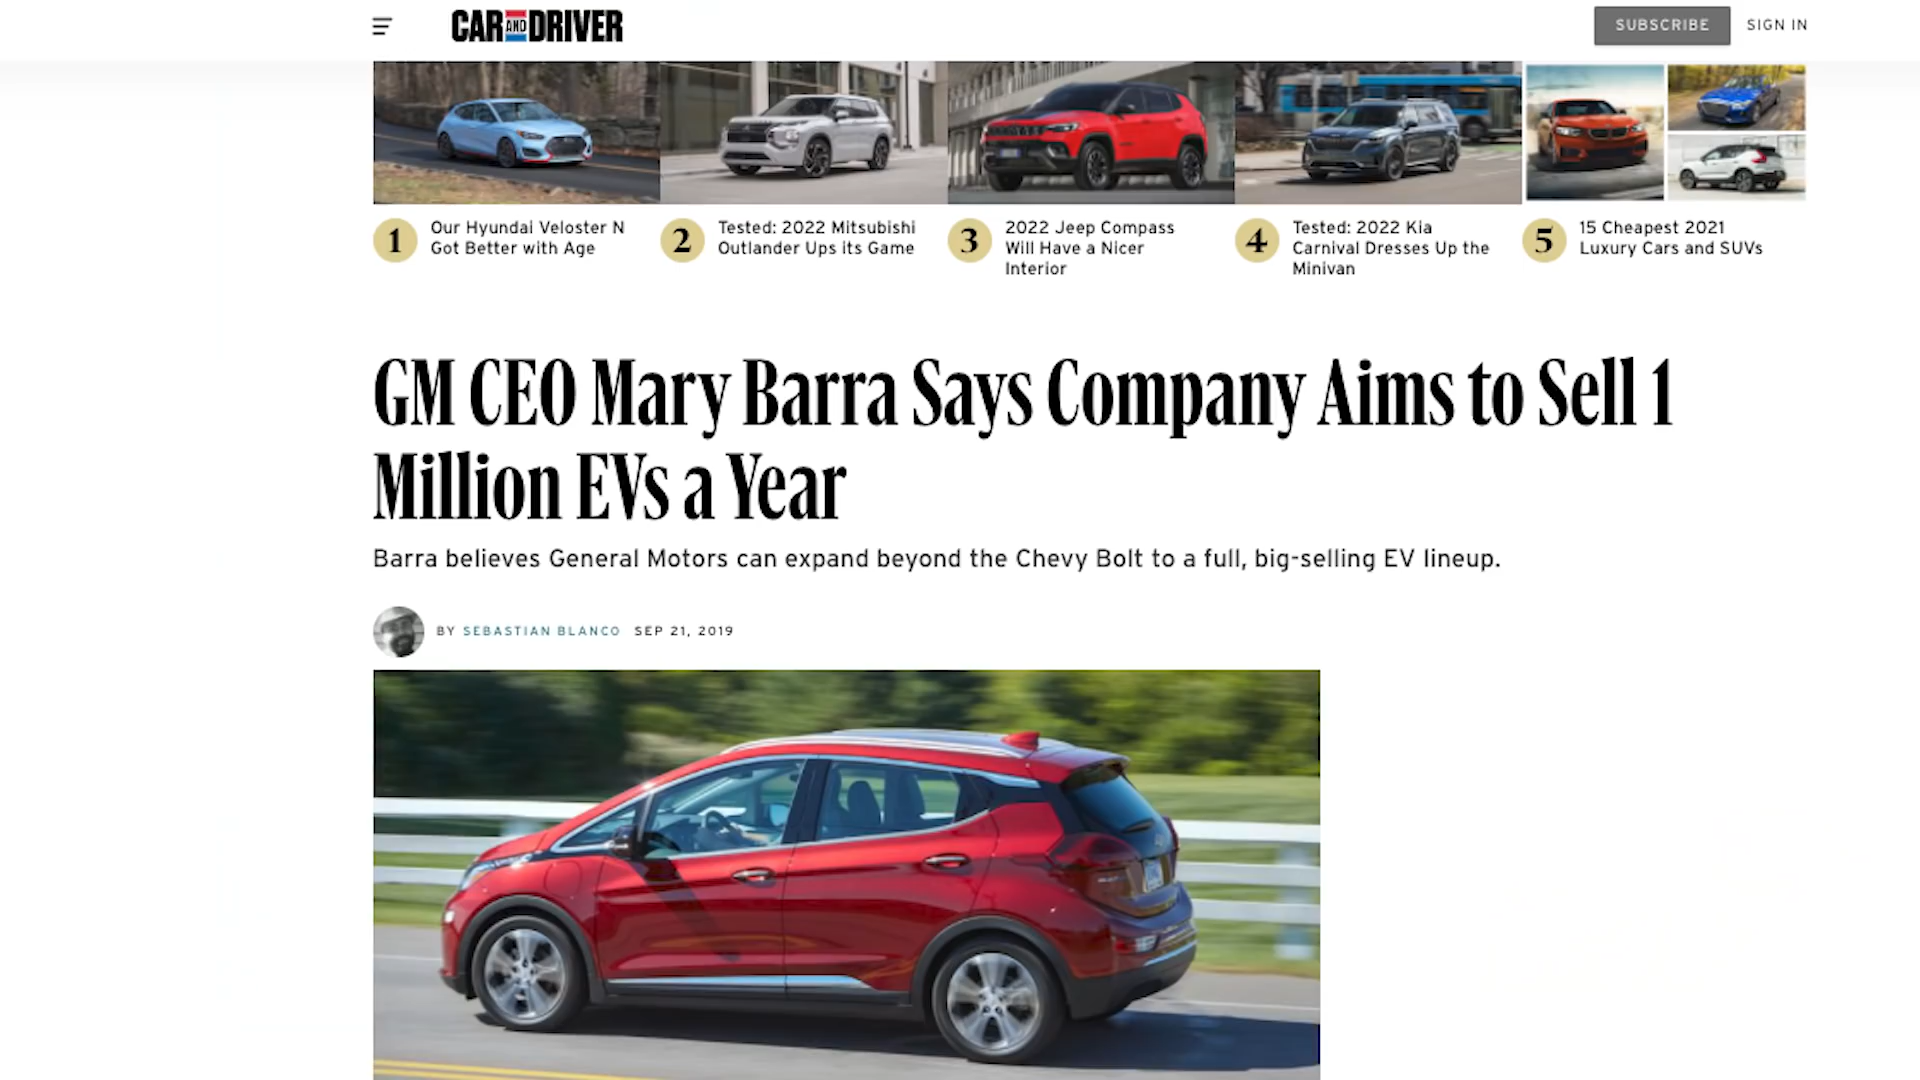 CAR AND DRIVER
SUBSCRIBE
SIGN IN
1
Our Hyundai Veloster N
Got Better with Age
2
Tested: 2022 Mitsubishi
Outlander Ups its Game
3
2022 Jeep Compass
Will Have a Nicer
Interior
4
Tested: 2022 Kia
Carnival Dresses Up the
Minivan
5
15 Cheapest 2021
Luxury Cars and SUVs
GM CEO Mary Barra Says Company Aims to Sell 1
Million EVs a Year
Barra believes General Motors can expand beyond the Chevy Bolt to a full, big-selling EV lineup.
BY SEBASTIAN BLANCO SEP 21, 2019